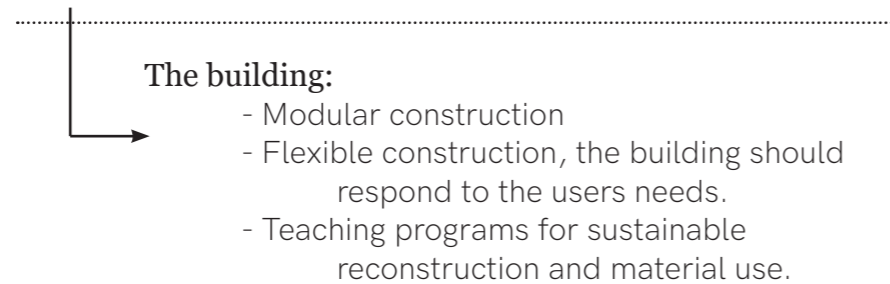 The building:
- Modular construction
- Flexible construction, the building should
respond to the users needs.
- Teaching programs for sustainable
reconstruction and material use.